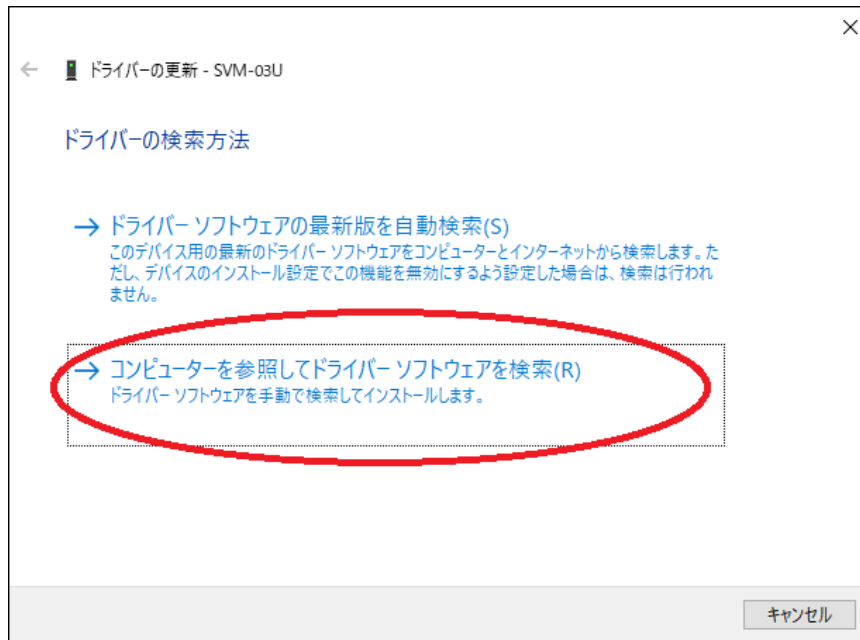 ドライバーの更新 - SVM-03U
ドライバーの検索方法
→ ドライバー ソフトウェアの最新版を自動検索(S)
このデバイス用の最新のドライバー ソフトウェアをコンピューターとインターネットから検索します。た
だし、デバイスのインストール設定でこの機能を無効にするよう設定した場合は、検索は行われ
ません。
→ コンピューターを参照してドライバー ソフトウェアを検索(R)
ドライバー ソフトウェアを手動で検索してインストールします。
キャンセル